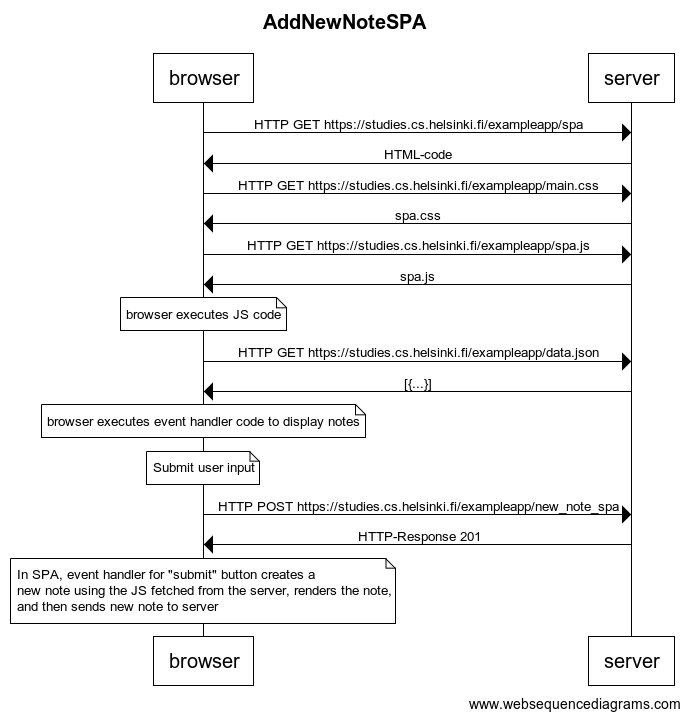 AddNewNoteSPA
browser
server
HTTP GET https://studies.cs.helsinki.fi/exampleapp/spa
HTML-code
HTTP GET https://studies.cs.helsinki.fi/exampleapp/main.css
spa.css
HTTP GET https://studies.cs.helsinki.fi/exampleapp/spa.js
spa.js
browser executes JS code
HTTP GET https://studies.cs.helsinki.fi/exampleapp/data.json
[{...}]
browser executes event handler code to display notes
Submit user input
HTTP POST https://studies.cs.helsinki.fi/exampleapp/new_note_spa
HTTP-Response 201
In SPA, event handler for "submit" button creates a
new note using the JS fetched from the server, renders the note,
and then sends new note to server
browser
server
www.websequencediagrams.com